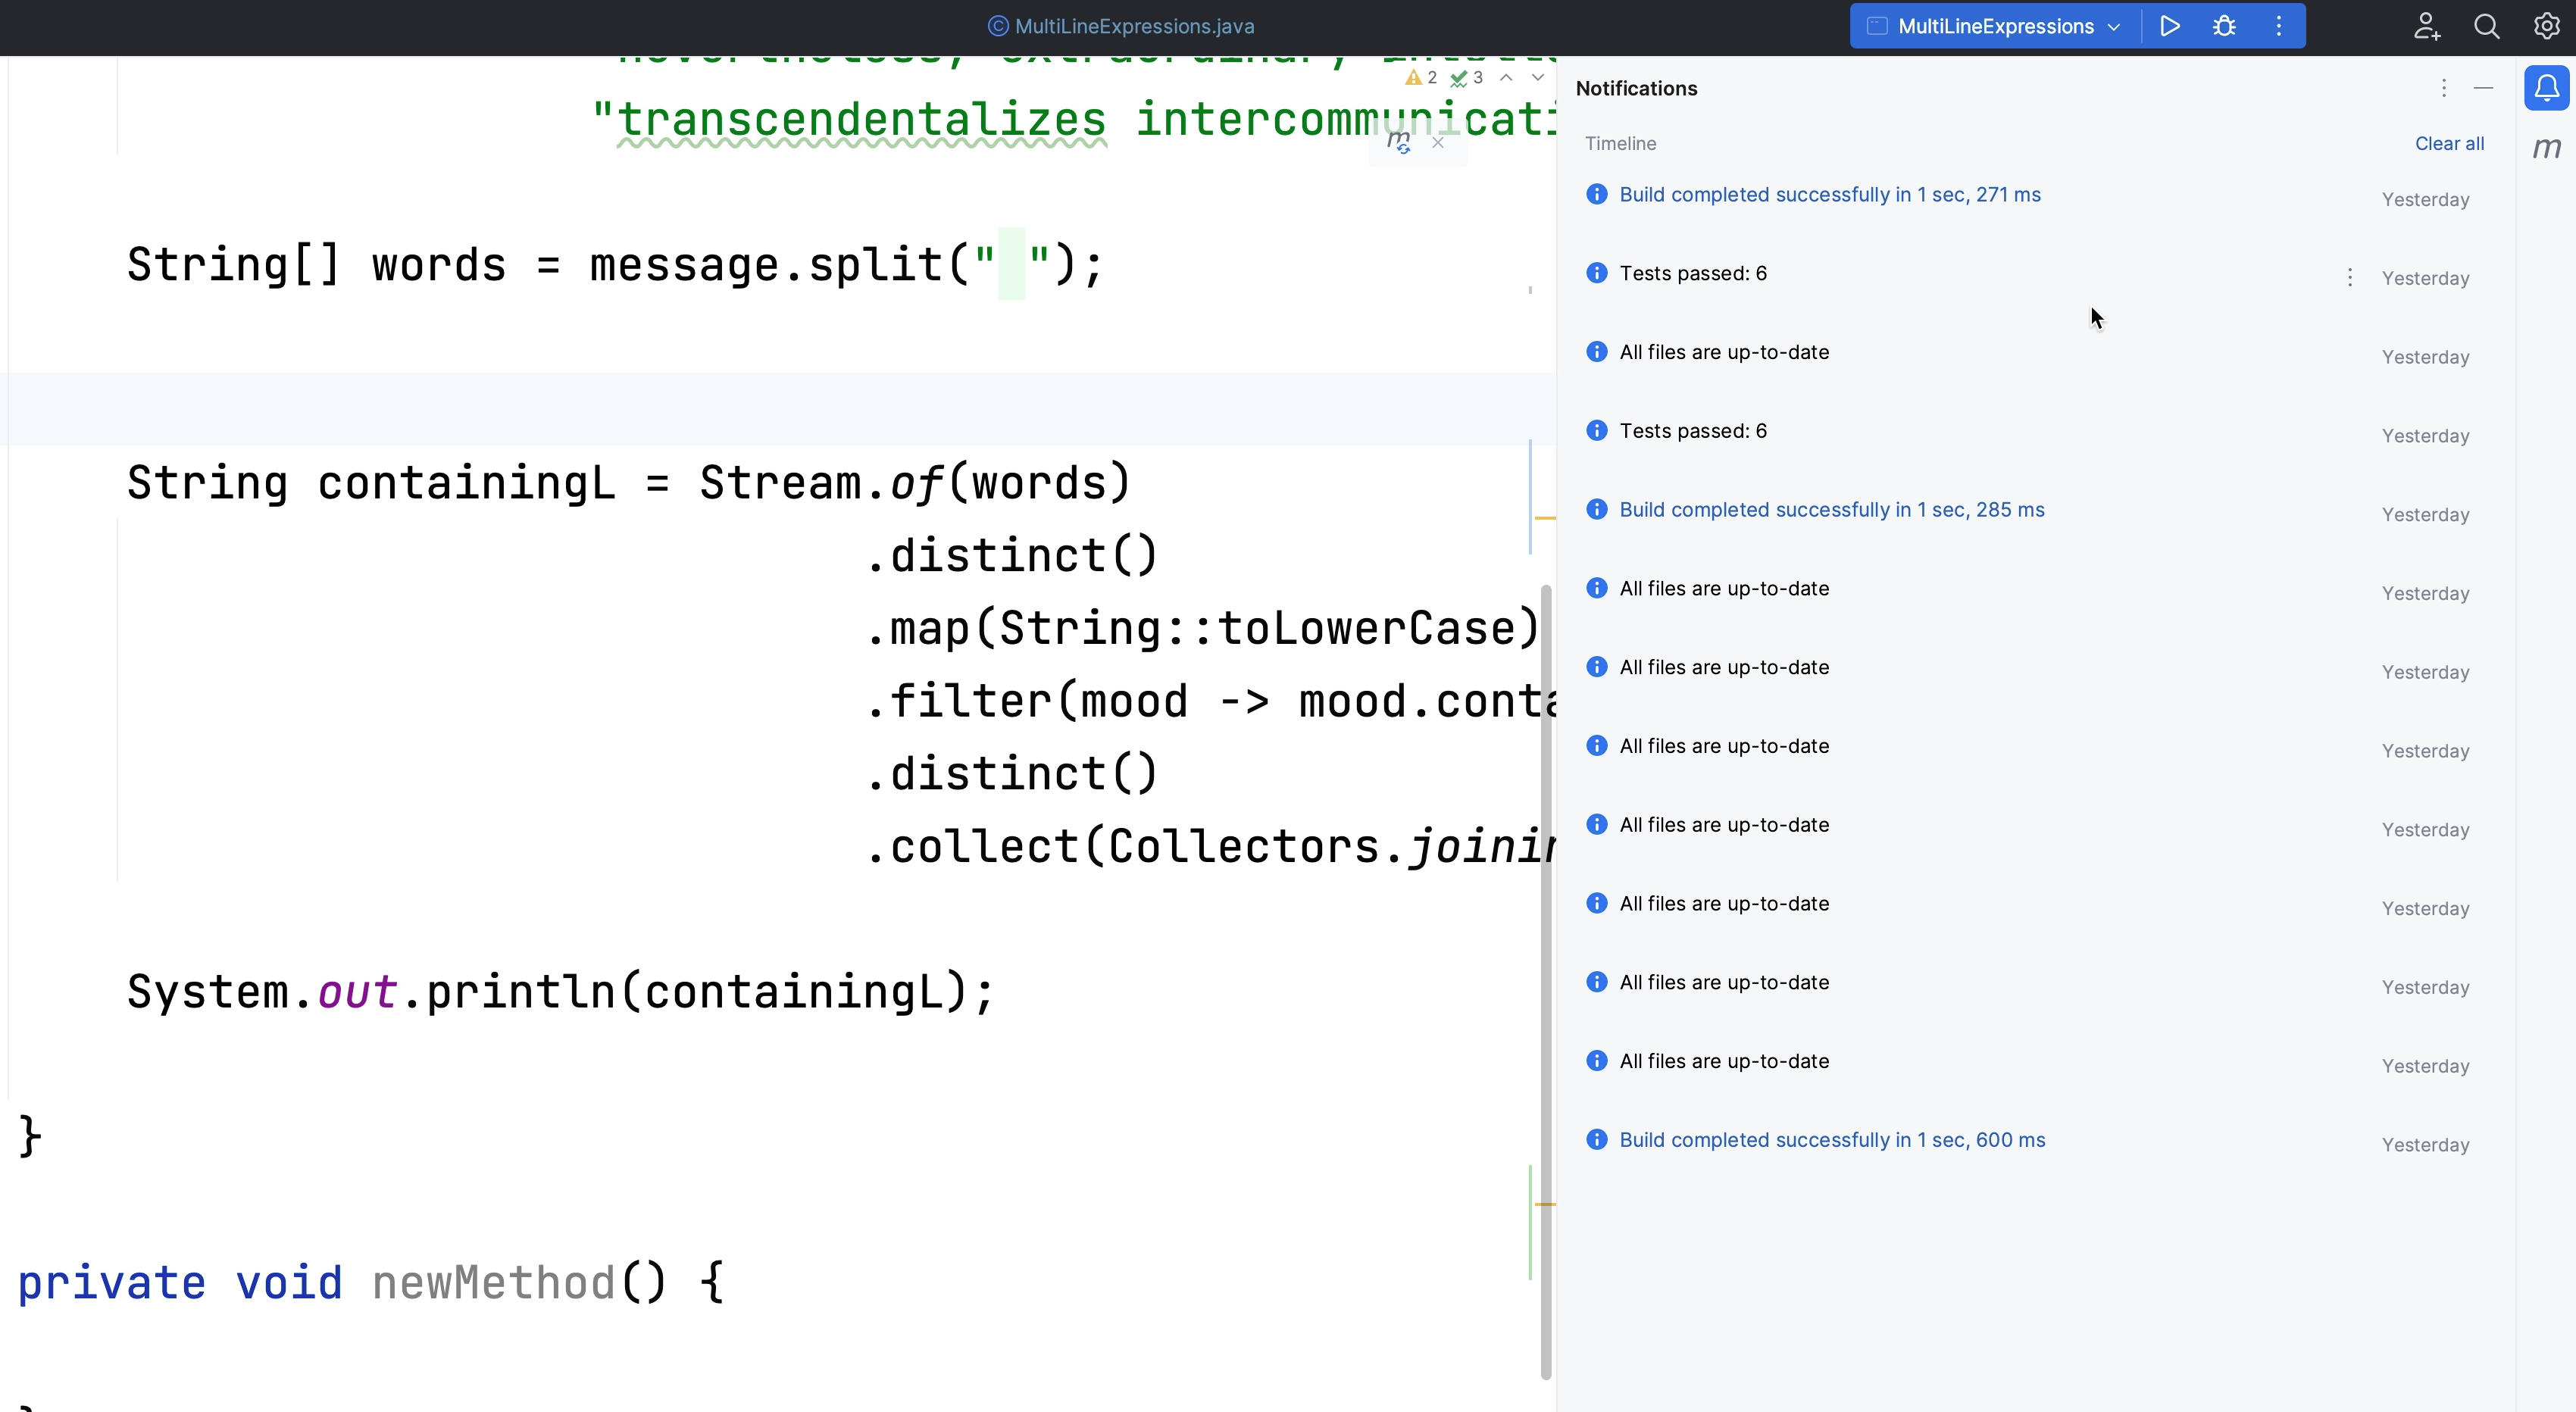 MultiLineExpressions.java
MultiLineExpressions
2 3
"transcendentalizes intercommunicati
m
String[] words = message.split(" ");
String containingL = Stream.of(words)
.distinct()
.map(String::toLowerCase)
.filter(mood -> mood.conta
.distinct()
.collect(Collectors.joinin
System.out.println(containingL);
}
private void newMethod() {
Notifications
Timeline Clear all
m
Build completed successfully in 1 sec, 271 ms Yesterday
Tests passed: 6 Yesterday
All files are up-to-date Yesterday
Tests passed: 6 Yesterday
Build completed successfully in 1 sec, 285 ms Yesterday
All files are up-to-date Yesterday
All files are up-to-date Yesterday
All files are up-to-date Yesterday
All files are up-to-date Yesterday
All files are up-to-date Yesterday
All files are up-to-date Yesterday
All files are up-to-date Yesterday
Build completed successfully in 1 sec, 600 ms Yesterday